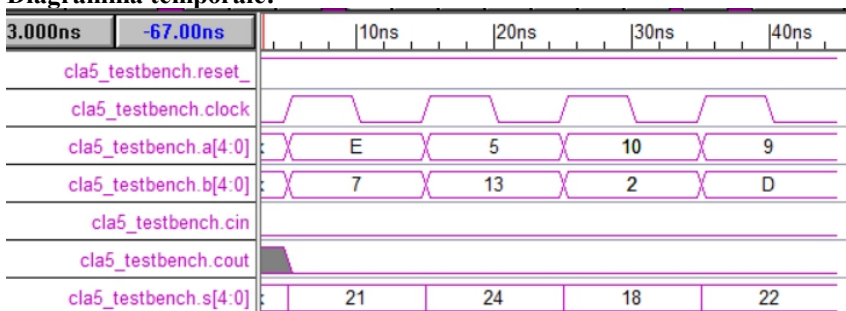 Diagramma temporale:
3.000ns -67.00ns 10ns 20ns 30ns 40ns
cla5_testbench.reset_
cla5_testbench.clock
cla5_testbench.a[4:0] E 5 10 9
cla5_testbench.b[4:0] 7 13 2 D
cla5_testbench.cin
cla5_testbench.cout
cla5_testbench.s[4:0] 21 24 18 22